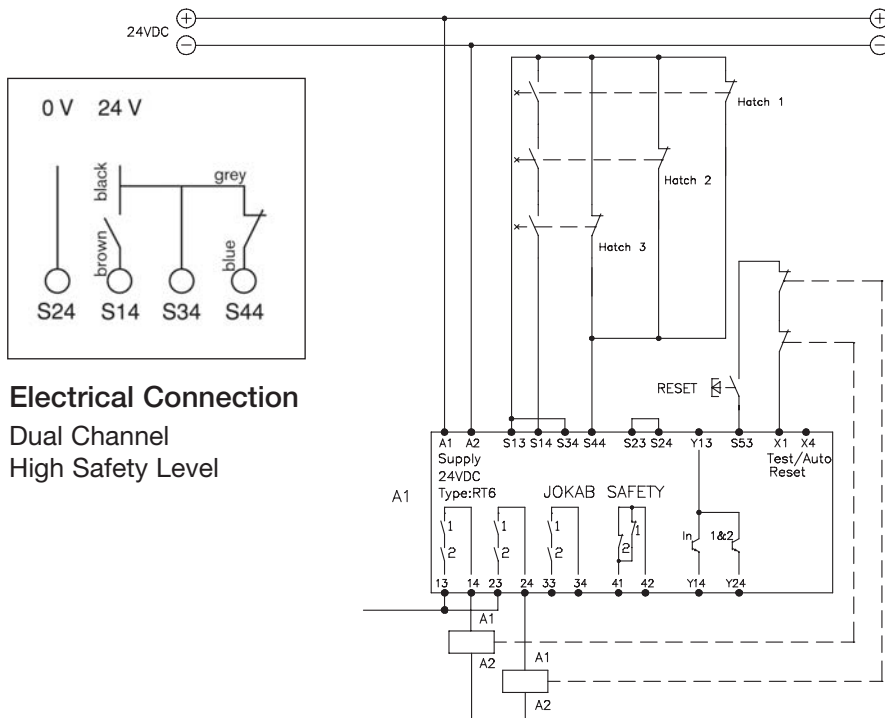 24VDC
+
+
−
−
0 V 24 V
black
grey
brown
blue
S24 S14 S34 S44
Electrical Connection
Dual Channel
High Safety Level
Hatch 1
Hatch 2
Hatch 3
RESET
A1 A2 S13 S14 S34 S44 S23 S24 Y13 S53 X1 X4
Supply
24VDC
Type:RT6
Test/Auto
Reset
A1
JOKAB SAFETY
1 1 1 1
2 2 2 2
In 1&2
13 14 23 24 33 34 41 42 Y14 Y24
A1
A2
A1
A2